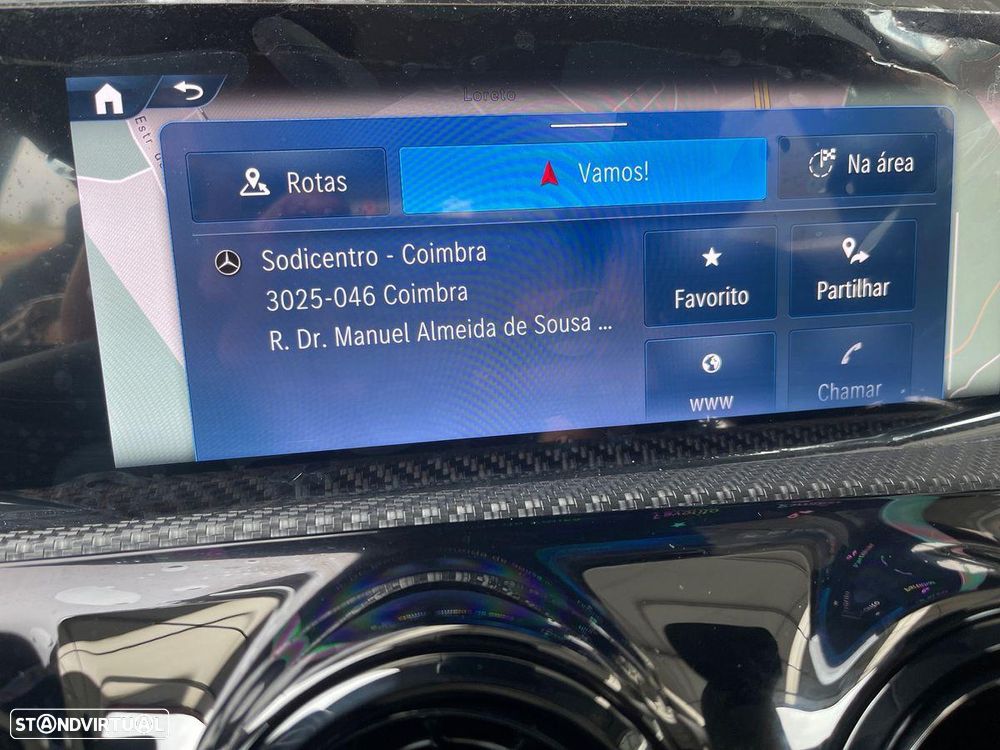 Loreto
Estr. d
Rotas
Vamos!
Na área
Sodicentro - Coimbra
3025-046 Coimbra
R. Dr. Manuel Almeida de Sousa ...
Favorito
Partilhar
www
Chamar
STANDVIRTUAL